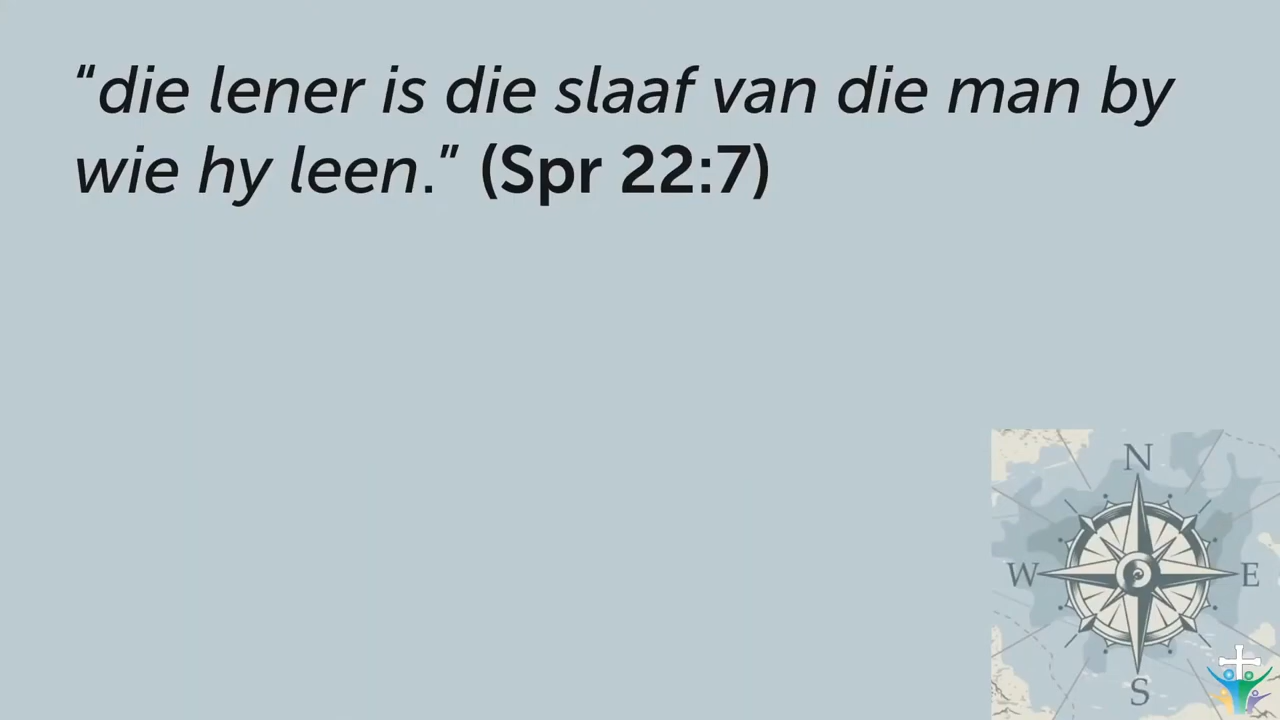 “die lener is die slaaf van die man by
wie hy leen.” (Spr 22:7)
N
W E
S